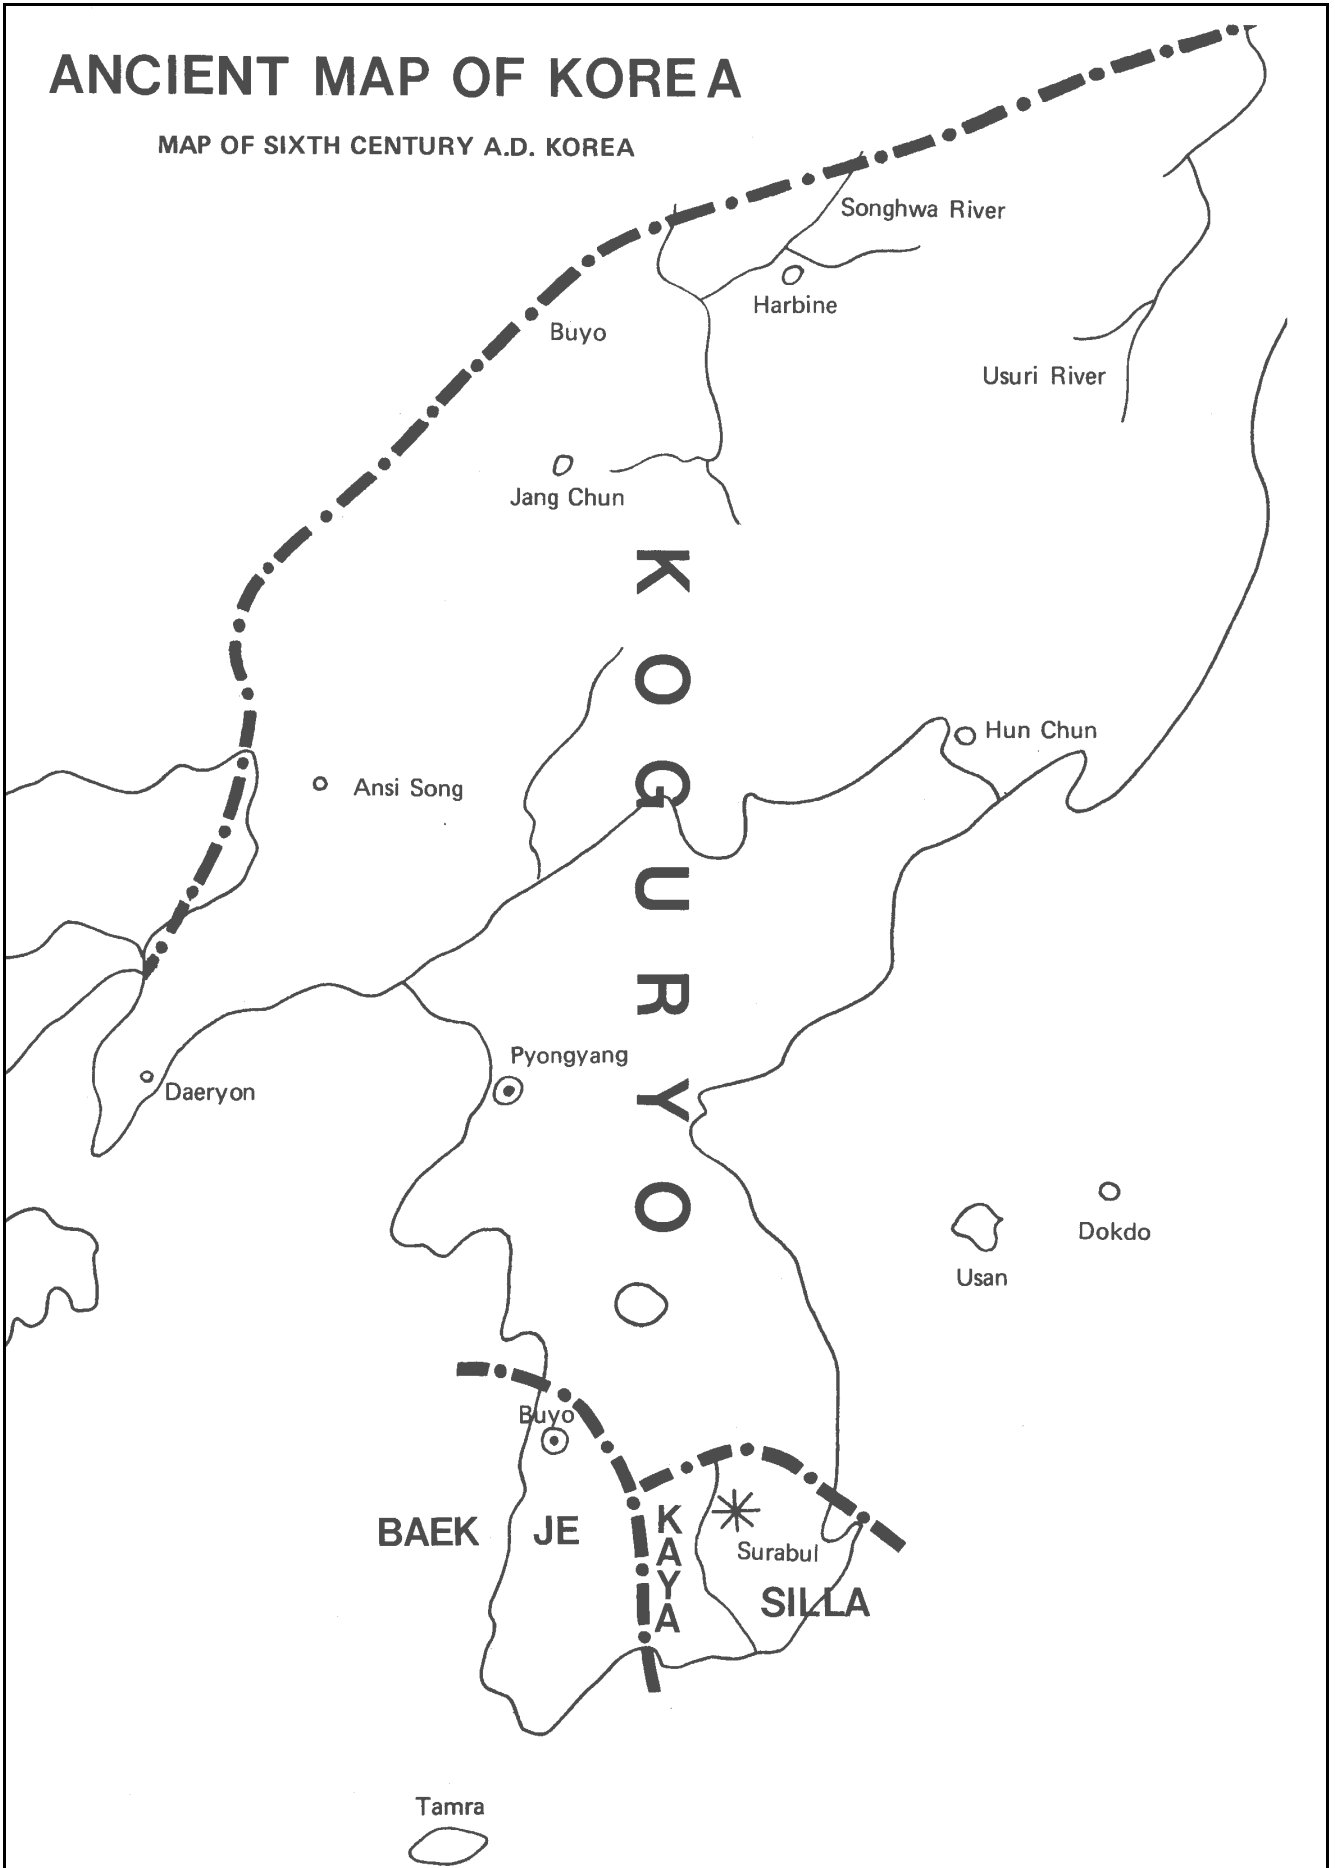 ANCIENT MAP OF KOREA
MAP OF SIXTH CENTURY A.D. KOREA
Songhwa River
Harbine
Buyo
Usuri River
Jang Chun
KOGURYO
Hun Chun
Ansi Song
Pyongyang
Daeryon
Dokdo
Usan
Buyo
BAEK JE
KAYA
Surabul
SILLA
Tamra